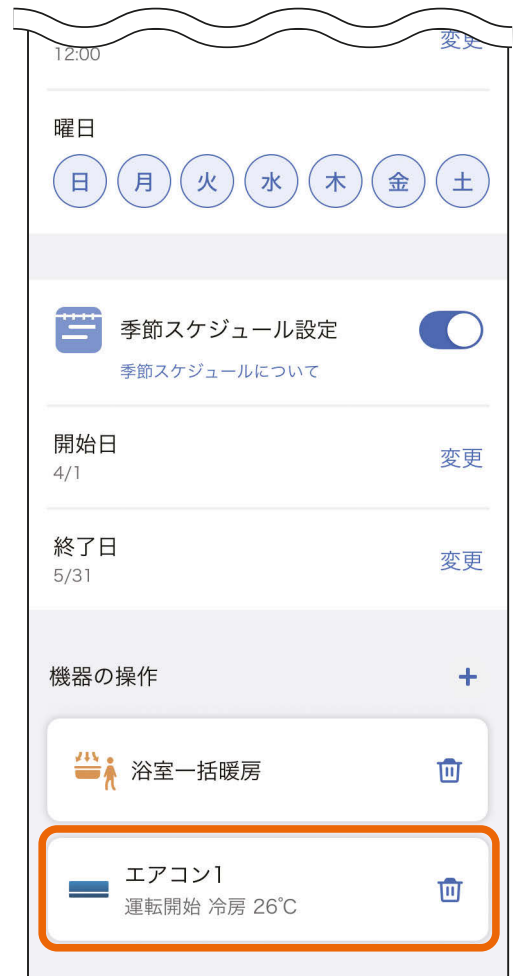 12:00
変更
曜日
日 月 火 水 木 金 土
季節スケジュール設定
季節スケジュールについて
開始日
4/1
変更
終了日
5/31
変更
機器の操作
+
浴室一括暖房
エアコン1
運転開始 冷房 26℃